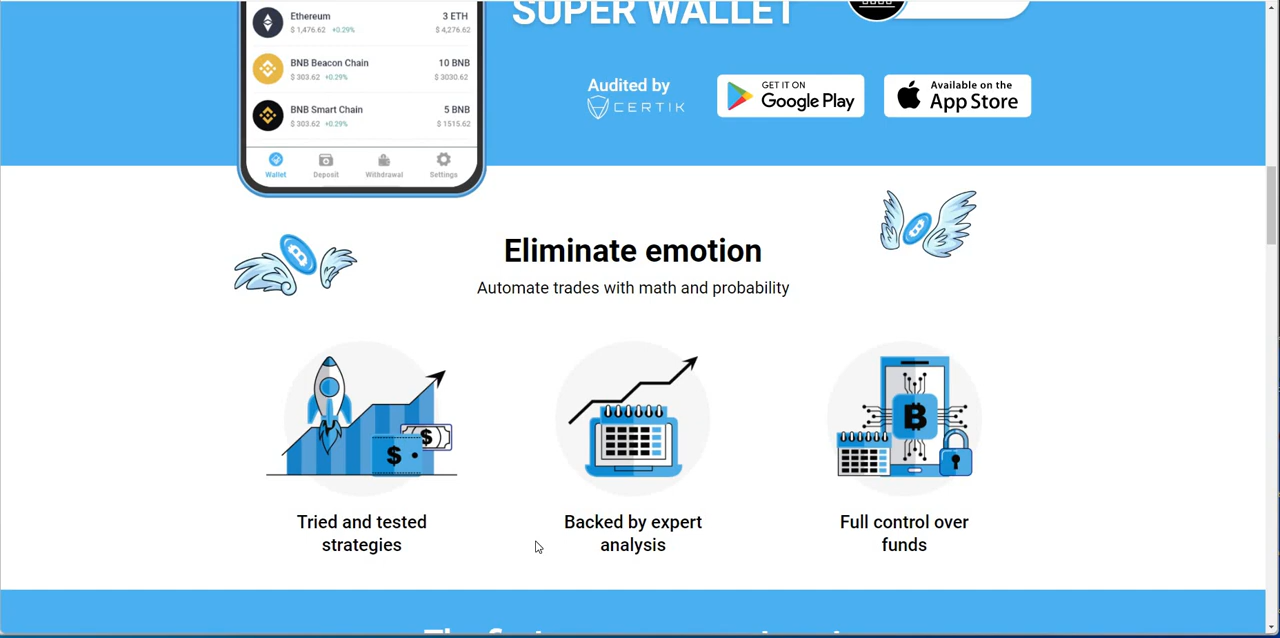 SUPER WALLET
Ethereum
3 ETH
$ 1,476.62 +0.29%
$ 4,276.62
BNB Beacon Chain
10 BNB
$ 303.62 +0.29%
$ 3030.62
BNB Smart Chain
5 BNB
$ 303.62 +0.29%
$ 1515.62
Wallet
Deposit
Withdrawal
Settings
Audited by
CERTIK
GET IT ON
Google Play
Available on the
App Store
Eliminate emotion
Automate trades with math and probability
Tried and tested
strategies
Backed by expert
analysis
Full control over
funds